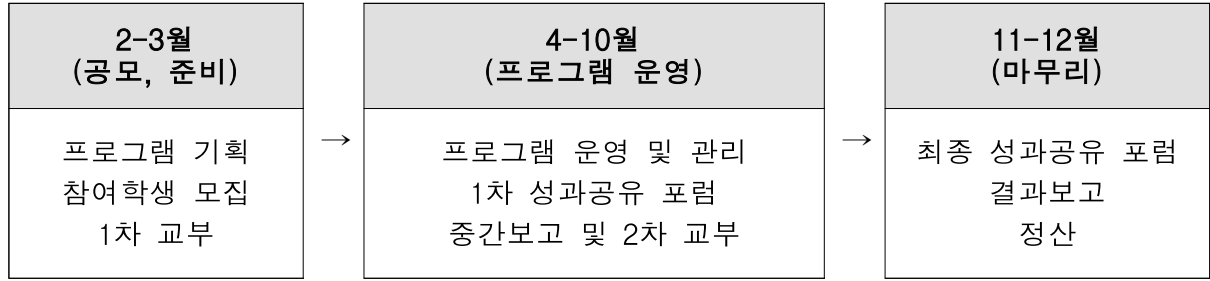 2-3월
(공모, 준비)
프로그램 기획
참여학생 모집
1차 교부
→
4-10월
(프로그램 운영)
프로그램 운영 및 관리
1차 성과공유 포럼
중간보고 및 2차 교부
→
11-12월
(마무리)
최종 성과공유 포럼
결과보고
정산